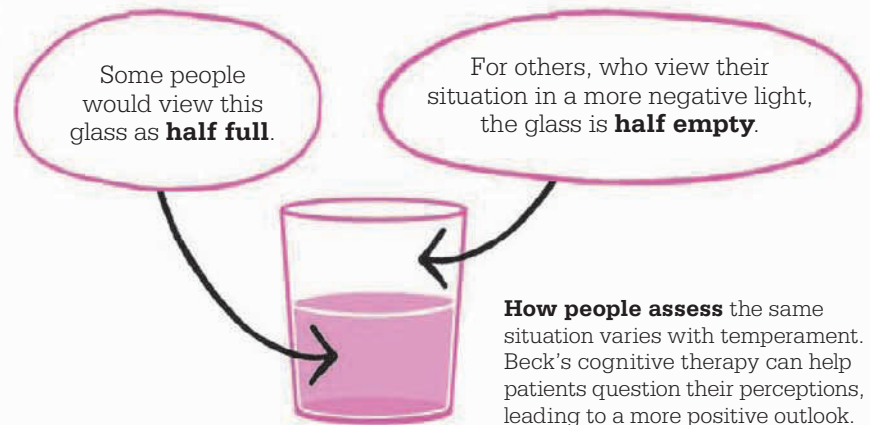 Some people
would view this
glass as half full.
For others, who view their
situation in a more negative light,
the glass is half empty.
How people assess the same
situation varies with temperament.
Beck's cognitive therapy can help
patients question their perceptions,
leading to a more positive outlook.